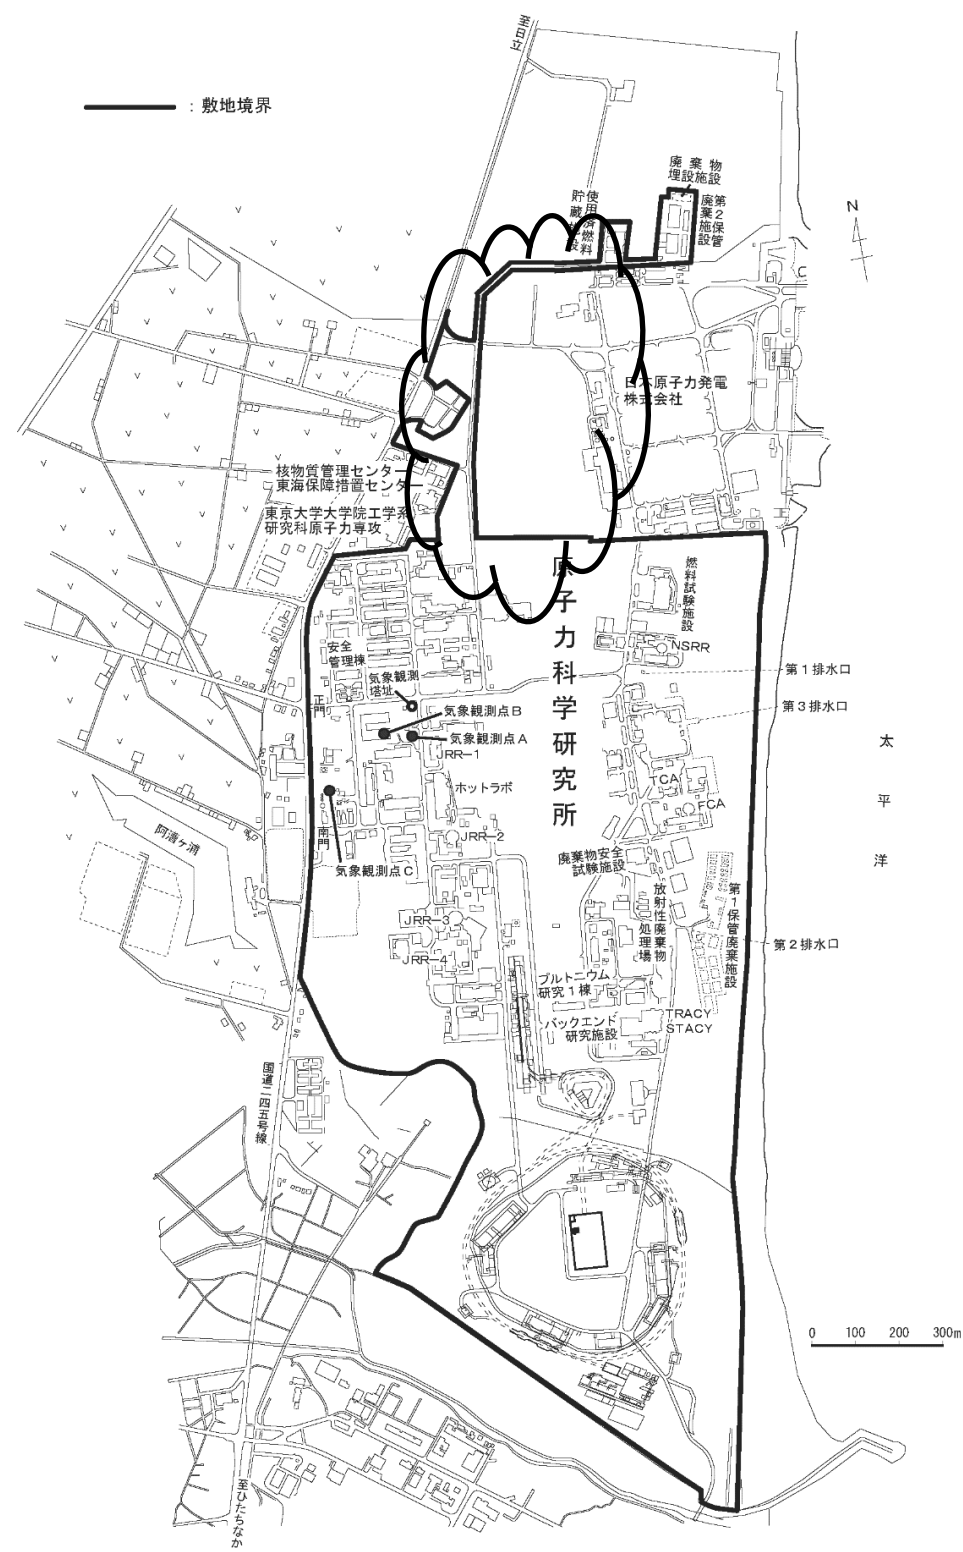 至日立
：敷地境界
廃棄物
埋設施設
使用済燃料
貯蔵施設
第2保管
廃棄施設
N
日本原子力発電
株式会社
核物質管理センター
東海保障措置センター
東京大学大学院工学系
研究科原子力専攻
原子力科学研究所
燃料試験施設
NSRR
安全
管理棟
気象観測
塔址
正門
気象観測点B
気象観測点A
JRR-1
第1排水口
第3排水口
太平洋
ホットラボ
TCA
FCA
南門
JRR-2
気象観測点C
阿漕ヶ浦
廃棄物安全
試験施設
放射性廃棄物
処理場
第1保管廃棄施設
JRR-3
JRR-4
第2排水口
プルトニウム
研究1棟
バックエンド
研究施設
TRACY
STACY
国道二四五号線
0 100 200 300m
至ひたちなか